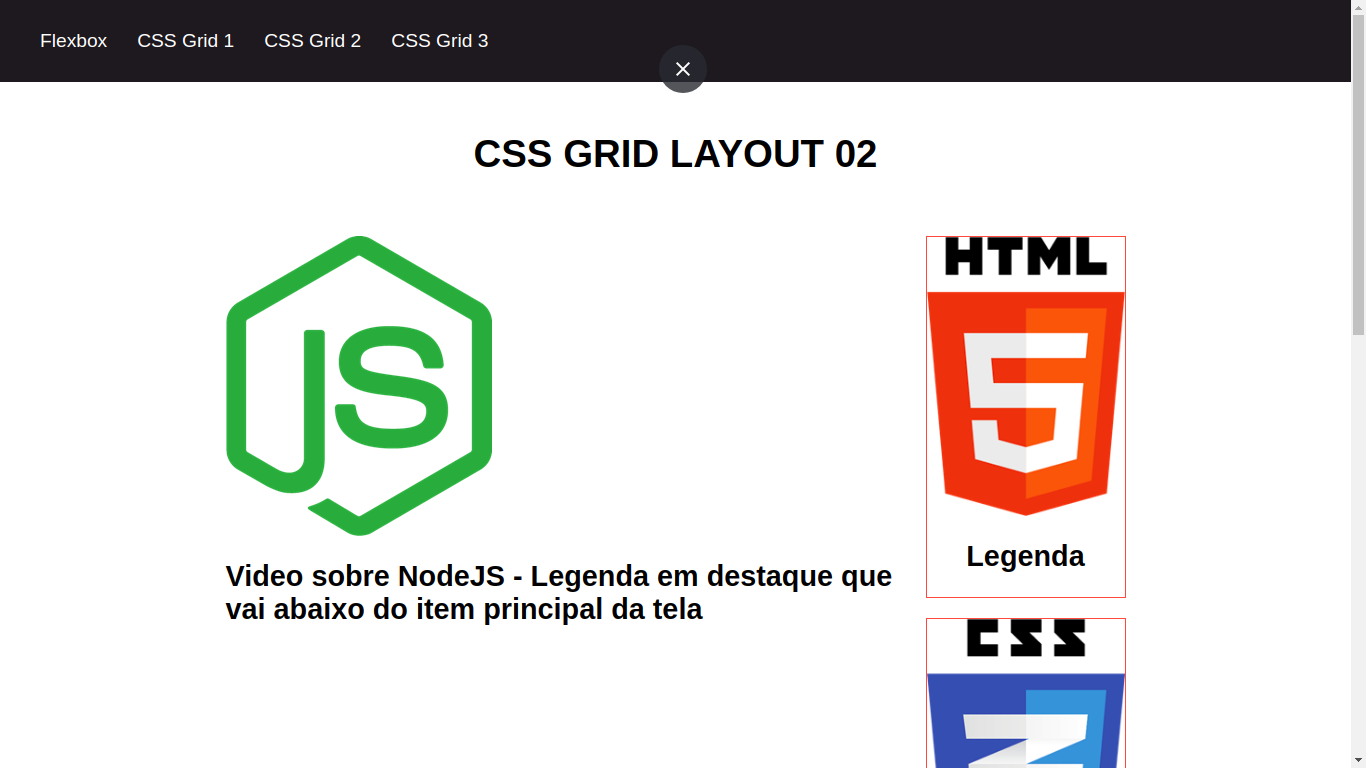 Flexbox CSS Grid 1 CSS Grid 2 CSS Grid 3
CSS GRID LAYOUT 02
JS
Video sobre NodeJS - Legenda em destaque que
vai abaixo do item principal da tela
HTML
5
Legenda
CSS